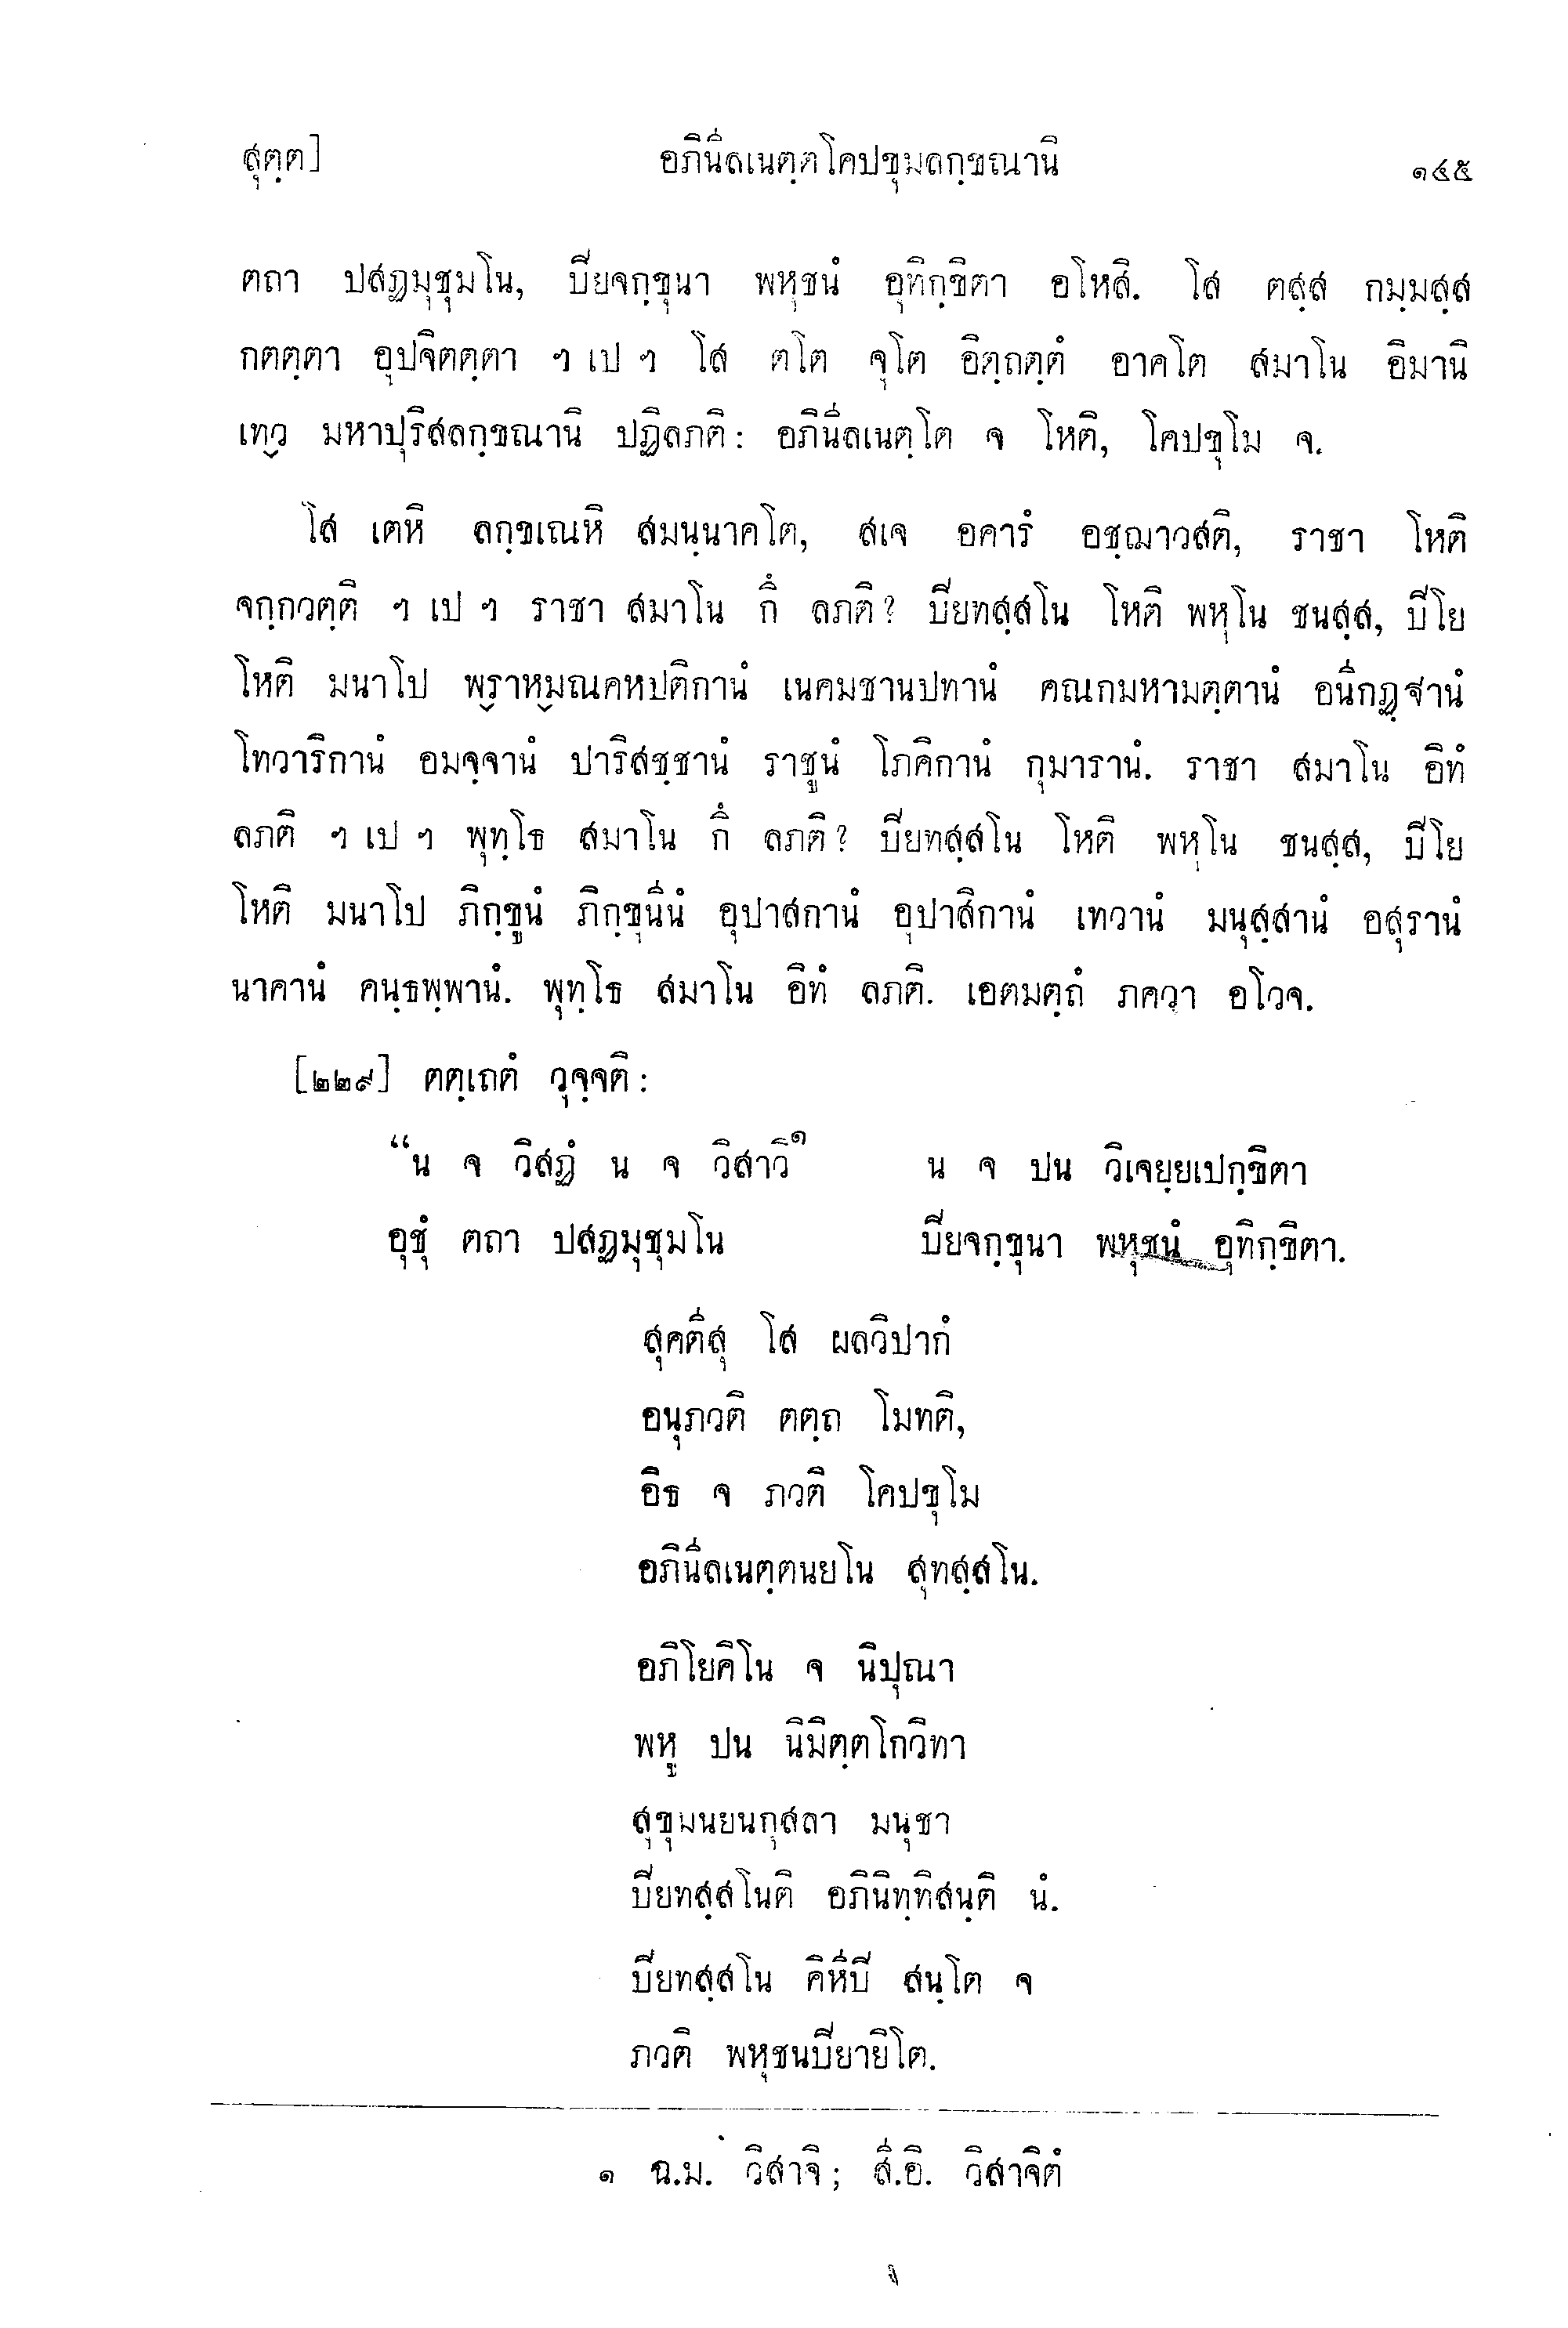 สุตฺต] อภินีลเนตฺตโคปขุมลกฺขณานิ ๑๔๕
ตถา ปสฏมุชุมโน, ปิยจกฺขุนา พหุชนํ อุทิกฺขิตา อโหสิ. โส ตสฺส กมฺมสฺส
กตตฺตา อุปจิตตฺตา ฯ เป ฯ โส ตโต จุโต อิตฺถตฺตํ อาคโต สมาโน อิมานิ
เทฺว มหาปุริสลกฺขณานิ ปฏิลภติ: อภินีลเนตฺโต จ โหติ, โคปขุโม จ.
โส เตหิ ลกฺขเณหิ สมนฺนาคโต, สเจ อคารํ อชฺฌาวสติ, ราชา โหติ
จกฺกวตฺติ ฯ เป ฯ ราชา สมาโน กึ ลภติ? ปิยทสฺสโน โหติ พหุโน ชนสฺส, ปิโย
โหติ มนาโป พฺราหฺมณคหปติกานํ เนคมชานปทานํ คณกมหามตฺตานํ อนีกฏฺฐานํ
โทวาริกานํ อมจฺจานํ ปาริสชฺชานํ ราชูนํ โภคิกานํ กุมารานํ. ราชา สมาโน อิทํ
ลภติ ฯ เป ฯ พุทฺโธ สมาโน กึ ลภติ? ปิยทสฺสโน โหติ พหุโน ชนสฺส, ปิโย
โหติ มนาโป ภิกฺขูนํ ภิกฺขุนีนํ อุปาสกานํ อุปาสิกานํ เทวานํ มนุสฺสานํ อสุรานํ
นาคานํ คนฺธพฺพานํ. พุทฺโธ สมาโน อิทํ ลภติ. เอตมตฺถํ ภควา อโวจ.
[๒๒๙] ตตฺเถตํ วุจฺจติ:
“น จ วิสฏํ น จ วิสาวิ๑ น จ ปน วิเจยฺยเปกฺขิตา
อุชุํ ตถา ปสฏมุชุมโน ปิยจกฺขุนา พหุชนํ อุทิกฺขิตา.
สุคตีสุ โส ผลวิปากํ
อนุภวติ ตตฺถ โมทติ,
อิธ จ ภวติ โคปขุโม
อภินีลเนตฺตนยโน สุทสฺสโน.
อภิโยคิโน จ นิปุณา
พหู ปน นิมิตฺตโกวิทา
สุขุมนยนกุสลา มนุชา
ปิยทสฺสโนติ อภินิทฺทิสนฺติ นํ.
ปิยทสฺสโน คิหีปิ สนฺโต จ
ภวติ พหุชนปิยายิโต.
๑ ฉ.ม. วิสาจิ; สี.อิ. วิสาจิตํ